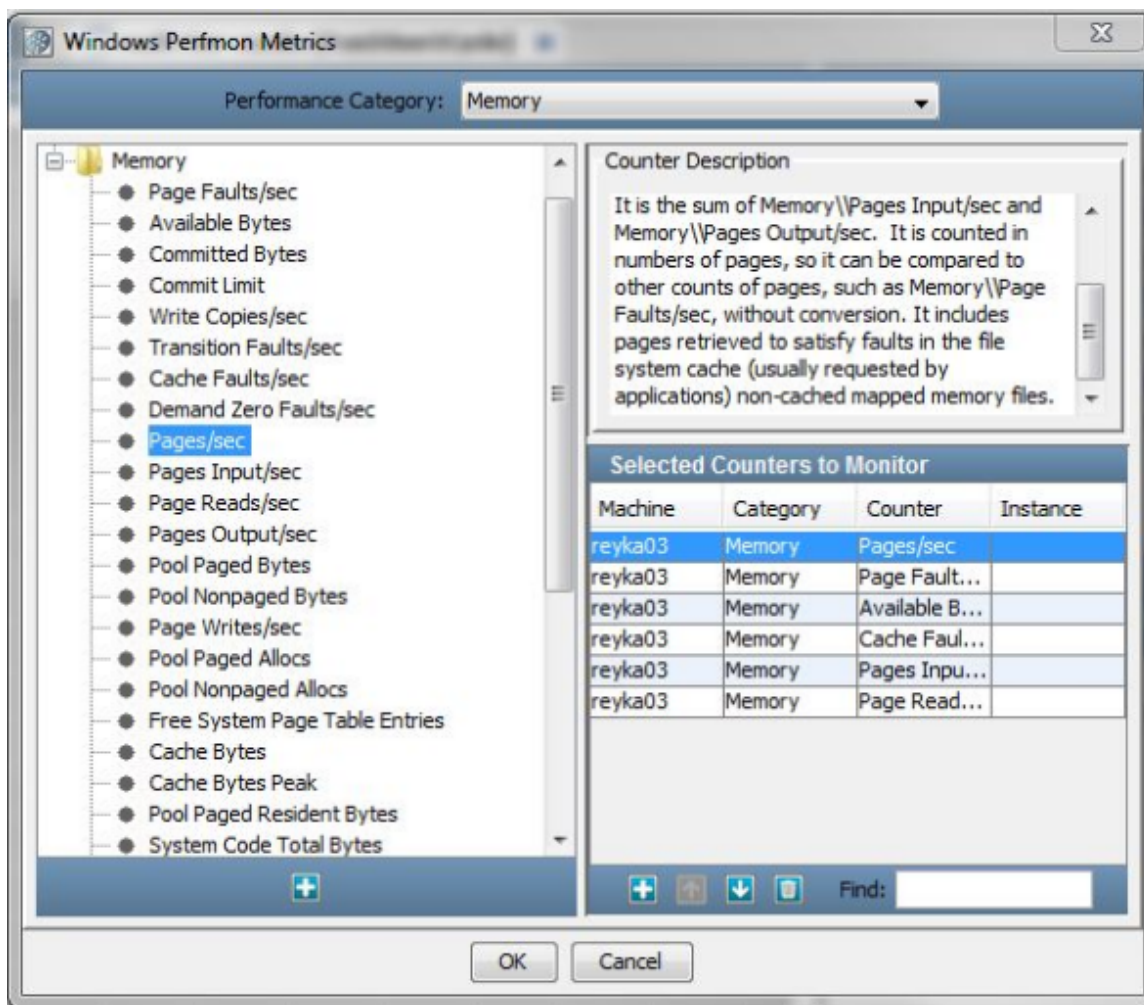 Windows Perfmon Metrics
Performance Category: Memory
Memory
Page Faults/sec
Available Bytes
Committed Bytes
Commit Limit
Write Copies/sec
Transition Faults/sec
Cache Faults/sec
Demand Zero Faults/sec
Pages/sec
Pages Input/sec
Page Reads/sec
Pages Output/sec
Pool Paged Bytes
Pool Nonpaged Bytes
Page Writes/sec
Pool Paged Allocs
Pool Nonpaged Allocs
Free System Page Table Entries
Cache Bytes
Cache Bytes Peak
Pool Paged Resident Bytes
System Code Total Bytes
Counter Description
It is the sum of Memory\\Pages Input/sec and
Memory\\Pages Output/sec. It is counted in
numbers of pages, so it can be compared to
other counts of pages, such as Memory\\Page
Faults/sec, without conversion. It includes
pages retrieved to satisfy faults in the file
system cache (usually requested by
applications) non-cached mapped memory files.
Selected Counters to Monitor
Machine Category Counter Instance
reyka03 Memory Pages/sec
reyka03 Memory Page Fault...
reyka03 Memory Available B...
reyka03 Memory Cache Faul...
reyka03 Memory Pages Inpu...
reyka03 Memory Page Read...
Find:
OK Cancel